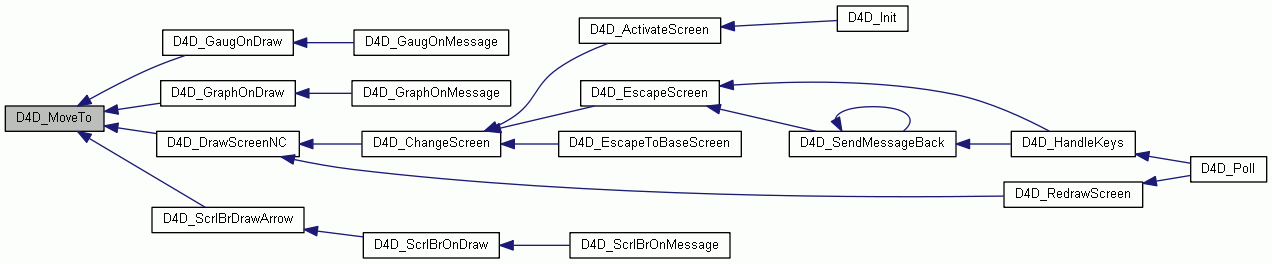 D4D_MoveTo
D4D_GaugOnDraw
D4D_GaugOnMessage
D4D_GraphOnDraw
D4D_GraphOnMessage
D4D_DrawScreenNC
D4D_ChangeScreen
D4D_ActivateScreen
D4D_Init
D4D_EscapeScreen
D4D_EscapeToBaseScreen
D4D_SendMessageBack
D4D_HandleKeys
D4D_Poll
D4D_RedrawScreen
D4D_ScrlBrDrawArrow
D4D_ScrlBrOnDraw
D4D_ScrlBrOnMessage